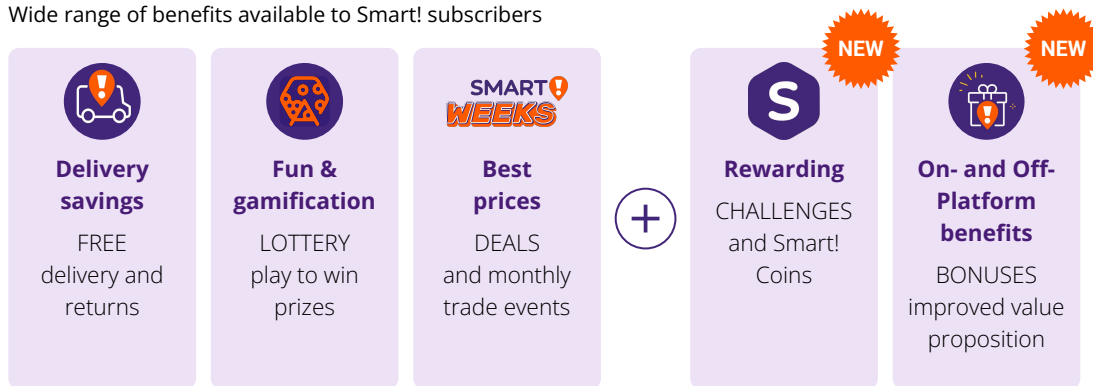 Wide range of benefits available to Smart! subscribers
Delivery
savings
FREE
delivery and
returns
Fun &
gamification
LOTTERY
play to win
prizes
SMART!
WEEKS
Best
prices
DEALS
and monthly
trade events
+
NEW
S
Rewarding
CHALLENGES
and Smart!
Coins
NEW
On- and Off-
Platform
benefits
BONUSES
improved value
proposition